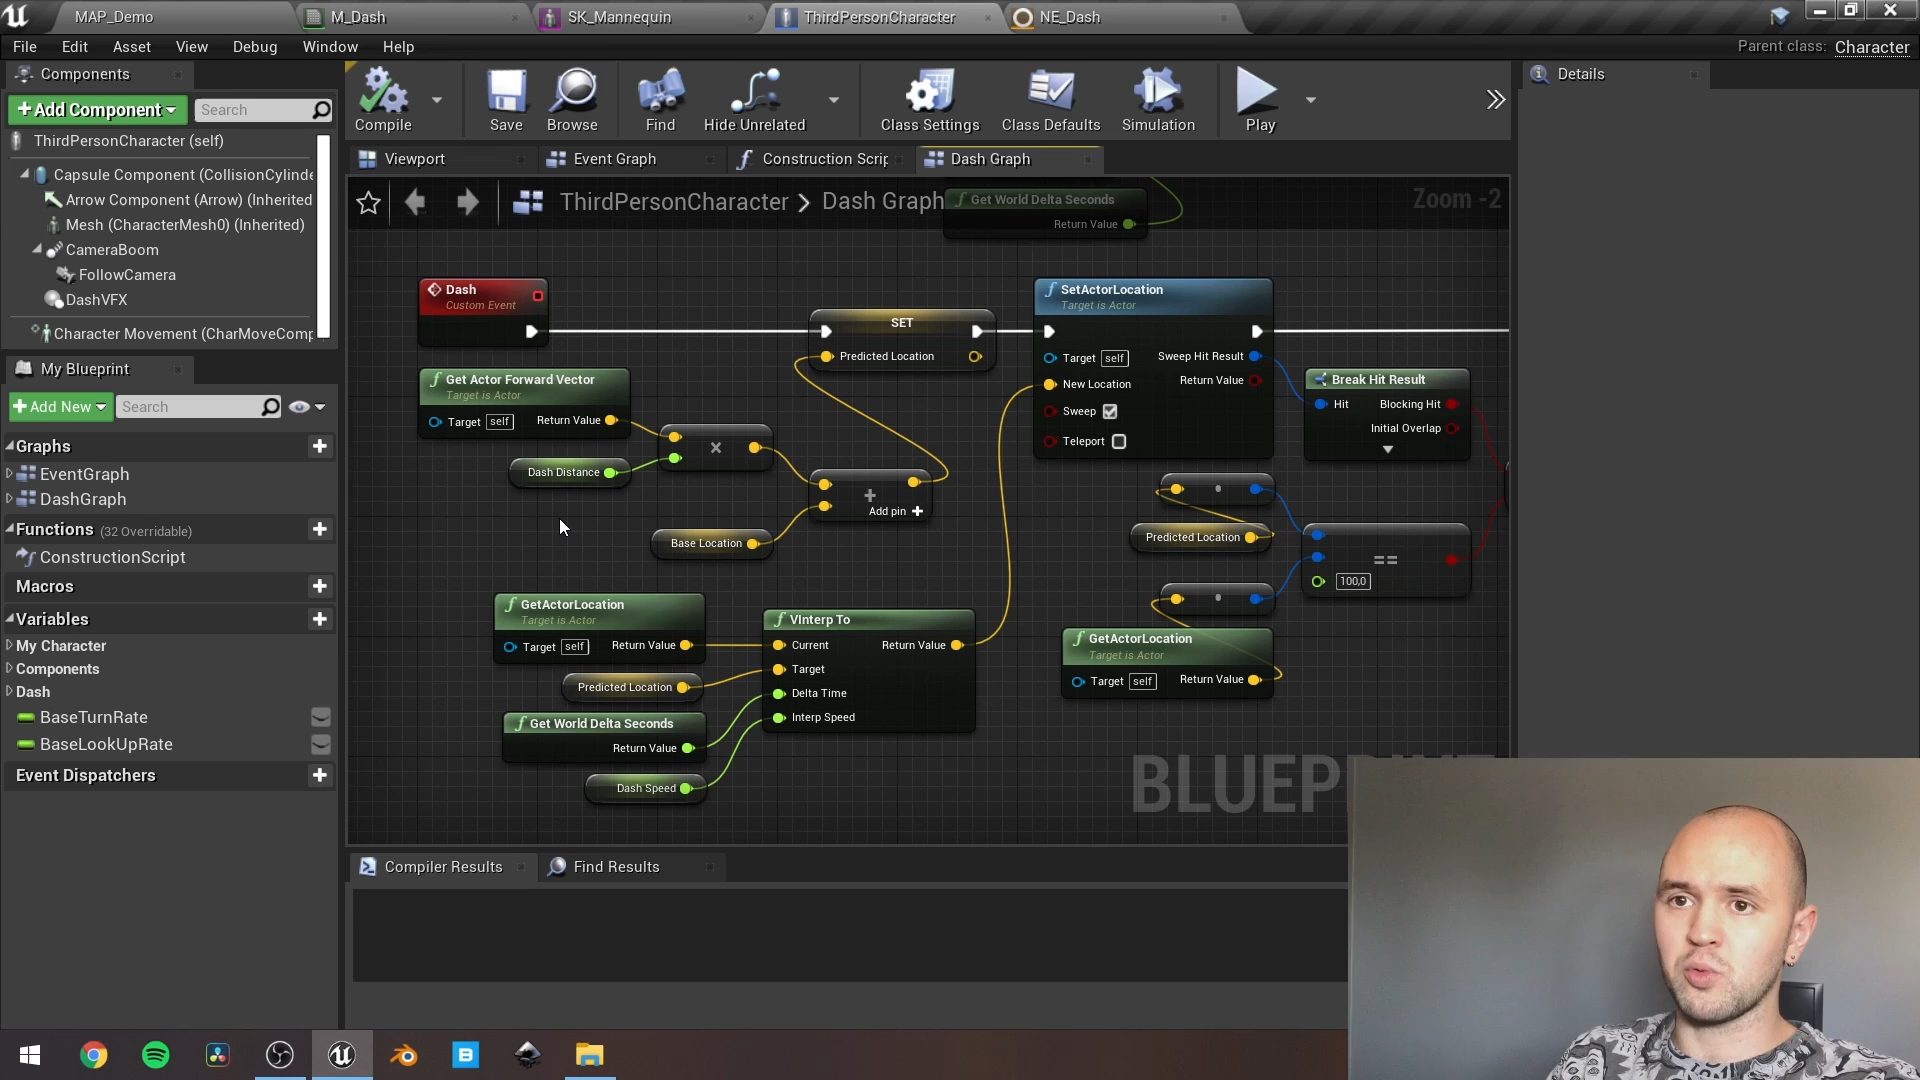 MAP_Demo
M_Dash
SK_Mannequin
ThirdPersonCharacter
NE_Dash
File Edit Asset View Debug Window Help
Parent class: Character
Components
+Add Component
Search
ThirdPersonCharacter (self)
Capsule Component (CollisionCylinde
Arrow Component (Arrow) (Inherited
Mesh (CharacterMesh0) (Inherited)
CameraBoom
FollowCamera
DashVFX
Character Movement (CharMoveComp
My Blueprint
+Add New
Search
Graphs
EventGraph
DashGraph
Functions (32 Overridable)
ConstructionScript
Macros
Variables
My Character
Components
Dash
BaseTurnRate
BaseLookUpRate
Event Dispatchers
Compile
Save
Browse
Find
Hide Unrelated
Class Settings
Class Defaults
Simulation
Play
Details
Viewport
Event Graph
Construction Scrip
Dash Graph
ThirdPersonCharacter > Dash Graph
Zoom -2
Get World Delta Seconds
Return Value
Dash
Custom Event
SET
Predicted Location
SetActorLocation
Target is Actor
Target self
Sweep Hit Result
New Location
Return Value
Sweep
Teleport
Break Hit Result
Hit
Blocking Hit
Initial Overlap
Get Actor Forward Vector
Target is Actor
Target self
Return Value
×
Dash Distance
+
Add pin +
Base Location
Predicted Location
==
100,0
GetActorLocation
Target is Actor
Target self
Return Value
VInterp To
Current
Return Value
Target
Delta Time
Interp Speed
Predicted Location
Get World Delta Seconds
Return Value
Dash Speed
GetActorLocation
Target is Actor
Target self
Return Value
Compiler Results
Find Results